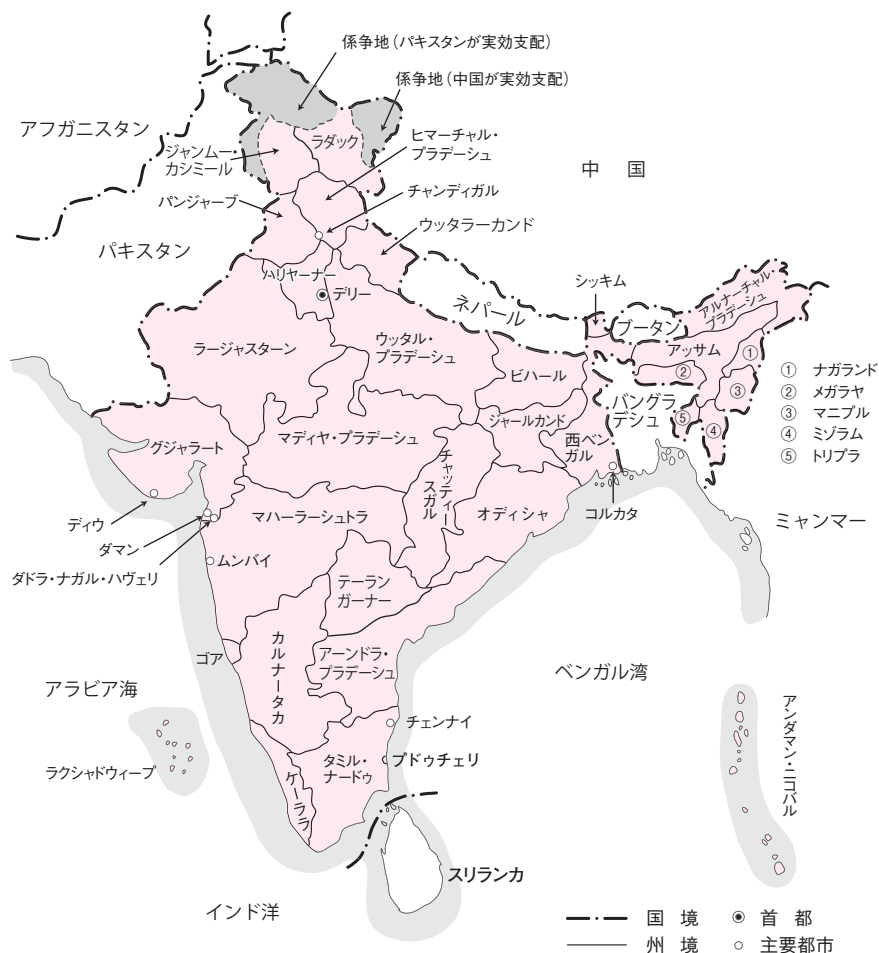 係争地(パキスタンが実効支配)
係争地(中国が実効支配)
アフガニスタン
ジャンムー・
カシミール
ラダック
ヒマーチャル・
プラデーシュ
中 国
パンジャーブ
チャンディガル
ウッタラーカンド
パキスタン
ハリヤーナー
デリー
シッキム
ネパール
ブータン
アルナーチャル・
プラデーシュ
ラージャスターン
ウッタル・
プラデーシュ
アッサム
ビハール
①
②
③
④
⑤
① ナガランド
② メガラヤ
③ マニプル
④ ミゾラム
⑤ トリプラ
バングラ
デシュ
グジャラート
マディヤ・プラデーシュ
ジャールカンド
西ベン
ガル
チャッティー
スガル
オディシャ
コルカタ
ミャンマー
ディウ
ダマン
ダドラ・ナガル・ハヴェリ
マハーラーシュトラ
ムンバイ
テーラン
ガーナー
ゴア
カルナータカ
アーンドラ・
プラデーシュ
ベンガル湾
アラビア海
チェンナイ
アンダマン・ニコバル
ラクシャドウィープ
タミル・
ナードゥ
プドゥチェリ
ケーララ
スリランカ
インド洋
国 境
首 都
州 境
主要都市